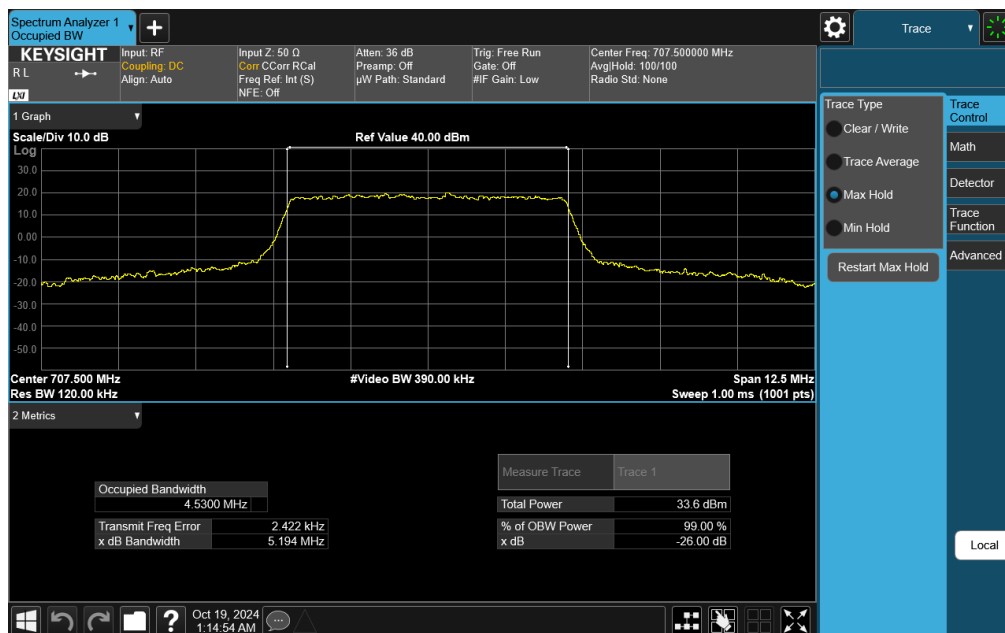 Spectrum Analyzer 1
Occupied BW
KEYSIGHT
R L
LXI
Input: RF
Coupling: DC
Align: Auto
Input Z: 50 Ω
Corr CCorr RCal
Freq Ref: Int (S)
NFE: Off
Atten: 36 dB
Preamp: Off
µW Path: Standard
Trig: Free Run
Gate: Off
#IF Gain: Low
Center Freq: 707.500000 MHz
Avg|Hold: 100/100
Radio Std: None
1 Graph
Scale/Div 10.0 dB
Ref Value 40.00 dBm
Log
30.0
20.0
10.0
0.00
-10.0
-20.0
-30.0
-40.0
-50.0
Center 707.500 MHz
#Video BW 390.00 kHz
Span 12.5 MHz
Res BW 120.00 kHz
Sweep 1.00 ms (1001 pts)
2 Metrics
Measure Trace
Trace 1
Occupied Bandwidth
4.5300 MHz
Total Power
33.6 dBm
Transmit Freq Error
2.422 kHz
% of OBW Power
99.00 %
x dB Bandwidth
5.194 MHz
x dB
-26.00 dB
Oct 19, 2024
1:14:54 AM
Trace
Trace Type
Clear / Write
Trace Average
Max Hold
Min Hold
Restart Max Hold
Trace
Control
Math
Detector
Trace
Function
Advanced
Local